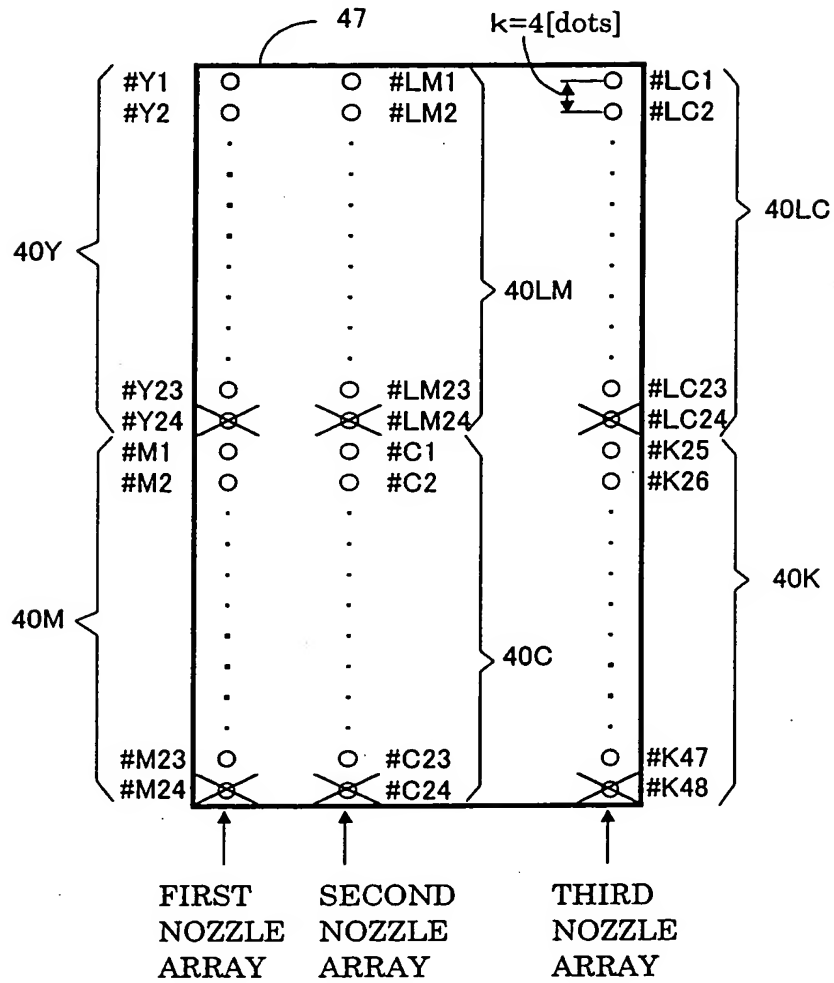 47
k=4[dots]
#Y1 #LM1 #LC1
#Y2 #LM2 #LC2
40LC
40Y
40LM
#Y23 #LM23 #LC23
#Y24 #LM24 #LC24
#M1 #C1 #K25
#M2 #C2 #K26
40K
40M
40C
#M23 #C23 #K47
#M24 #C24 #K48
FIRST SECOND THIRD
NOZZLE NOZZLE NOZZLE
ARRAY ARRAY ARRAY